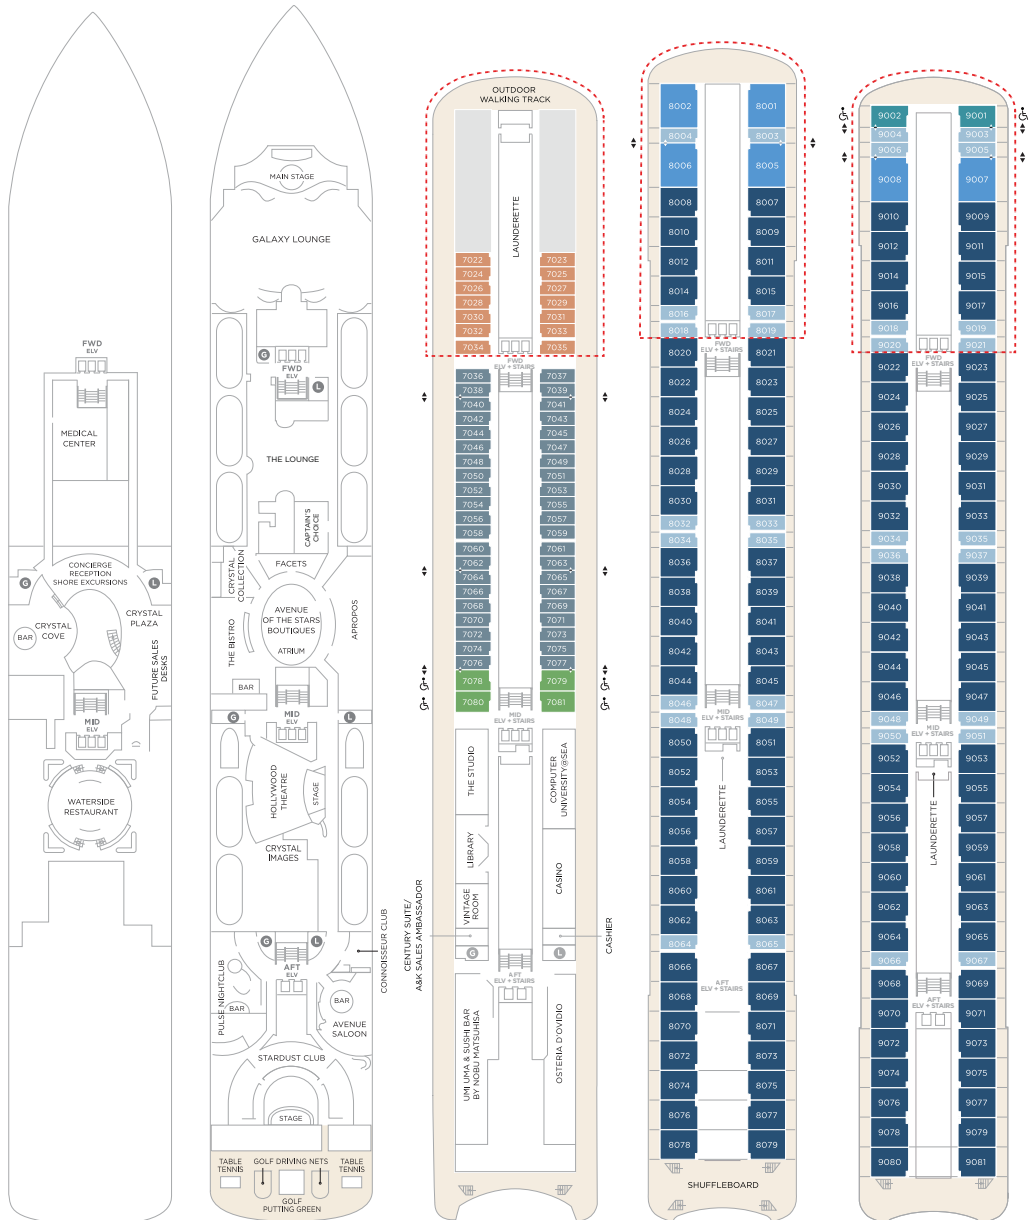 FWD
ELV
MEDICAL
CENTER
CONCIERGE
RECEPTION
SHORE EXCURSIONS
G
L
CRYSTAL
PLAZA
BAR
CRYSTAL
COVE
FUTURE SALES
DESKS
MID
ELV
WATERSIDE
RESTAURANT
MAIN STAGE
GALAXY LOUNGE
G
FWD
ELV
L
THE LOUNGE
CAPTAIN'S
CHOICE
CRYSTAL
COLLECTION
FACETS
AVENUE
OF THE STARS
BOUTIQUES
ATRIUM
THE BISTRO
APROPOS
BAR
G
MID
ELV
L
HOLLYWOOD
THEATRE
STAGE
CRYSTAL
IMAGES
G
L
CONNOISSEUR CLUB
AFT
ELV
PULSE NIGHTCLUB
BAR
BAR
AVENUE
SALOON
STARDUST CLUB
STAGE
TABLE
TENNIS
GOLF DRIVING NETS
TABLE
TENNIS
GOLF
PUTTING GREEN
OUTDOOR
WALKING TRACK
LAUNDERETTE
7022 7023
7024 7025
7026 7027
7028 7029
7030 7031
7032 7033
7034 7035
FWD
ELV + STAIRS
7036 7037
7038 7039
7040 7041
7042 7043
7044 7045
7046 7047
7048 7049
7050 7051
7052 7053
7054 7055
7056 7057
7058 7059
7060 7061
7062 7063
7064 7065
7066 7067
7068 7069
7070 7071
7072 7073
7074 7075
7076 7077
7078 7079
7080 7081
MID
ELV + STAIRS
THE STUDIO
COMPUTER
UNIVERSITY@SEA
LIBRARY
CASINO
VINTAGE
ROOM
CENTURY SUITE/
A&K SALES AMBASSADOR
CASHIER
G
L
AFT
ELV + STAIRS
UMI UMA & SUSHI BAR
BY NOBU MATSUHISA
OSTERIA D'OVIDIO
8002 8001
8004 8003
8006 8005
8008 8007
8010 8009
8012 8011
8014 8015
8016 8017
8018 8019
FWD
ELV + STAIRS
8020 8021
8022 8023
8024 8025
8026 8027
8028 8029
8030 8031
8032 8033
8034 8035
8036 8037
8038 8039
8040 8041
8042 8043
8044 8045
8046 8047
8048 8049
MID
ELV + STAIRS
8050 8051
8052 8053
8054 8055
8056 8057
8058 8059
8060 8061
8062 8063
8064 8065
LAUNDERETTE
8066 8067
8068 8069
AFT
ELV + STAIRS
8070 8071
8072 8073
8074 8075
8076 8077
8078 8079
SHUFFLEBOARD
9002 9001
9004 9003
9006 9005
9008 9007
9010 9009
9012 9011
9014 9015
9016 9017
9018 9019
9020 9021
FWD
ELV + STAIRS
9022 9023
9024 9025
9026 9027
9028 9029
9030 9031
9032 9033
9034 9035
9036 9037
9038 9039
9040 9041
9042 9043
9044 9045
9046 9047
9048 9049
9050 9051
MID
ELV + STAIRS
9052 9053
9054 9055
9056 9057
9058 9059
9060 9061
9062 9063
9064 9065
9066 9067
LAUNDERETTE
9068 9069
9070 9071
AFT
ELV + STAIRS
9072 9073
9074 9075
9076 9077
9078 9079
9080 9081